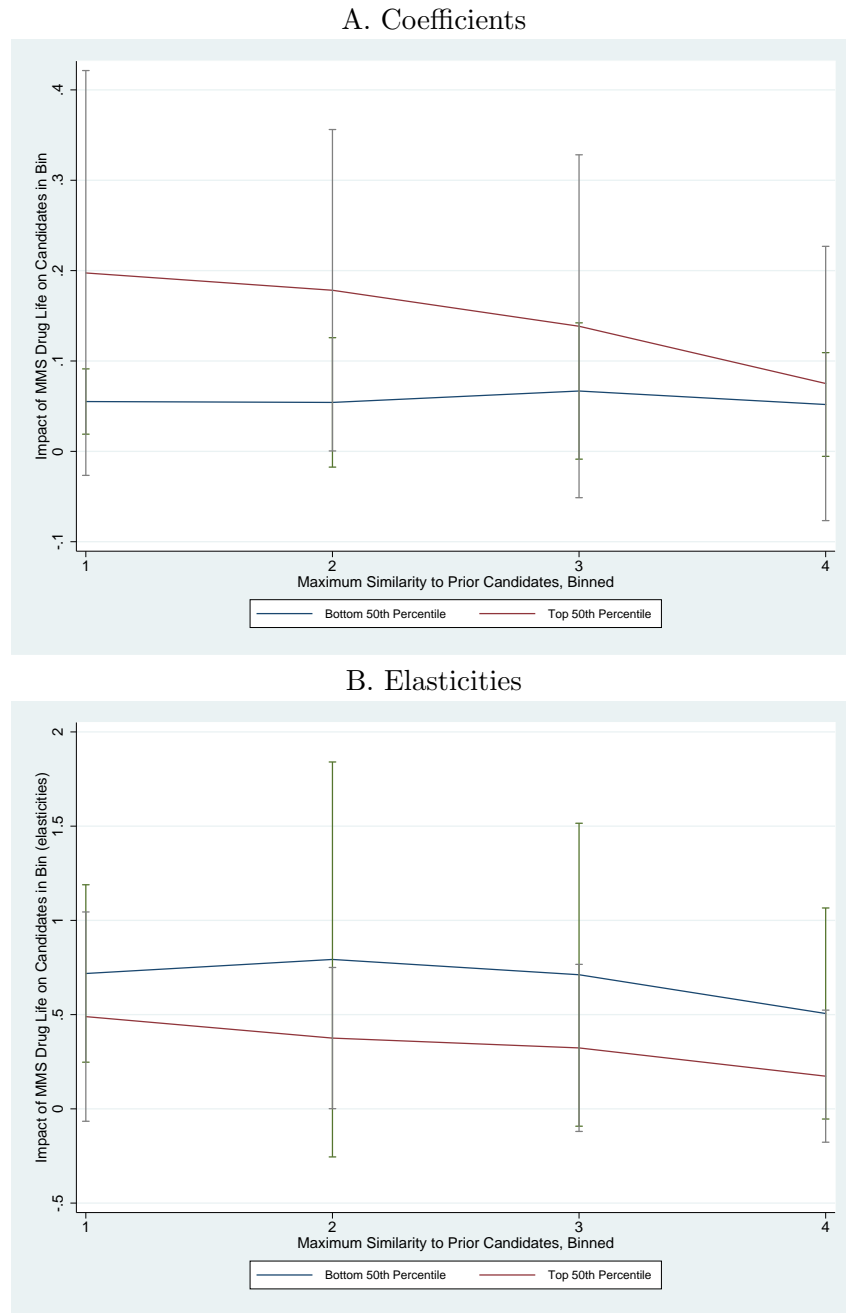 A. Coefficients
Impact of MMS Drug Life on Candidates in Bin
.4
.3
.2
.1
0
-.1
1 2 3 4
Maximum Similarity to Prior Candidates, Binned
Bottom 50th Percentile Top 50th Percentile
B. Elasticities
Impact of MMS Drug Life on Candidates in Bin (elasticities)
2
1.5
1
.5
0
-.5
1 2 3 4
Maximum Similarity to Prior Candidates, Binned
Bottom 50th Percentile Top 50th Percentile